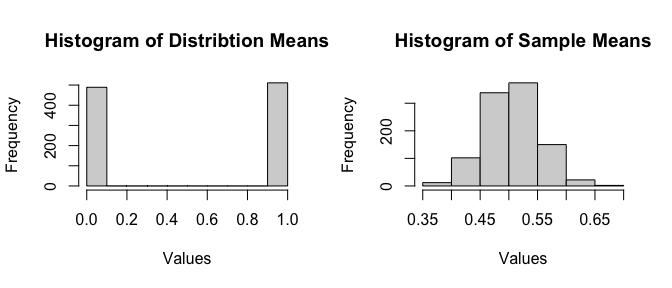 Histogram of Distribtion Means
Frequency
0 200 400
0.0 0.2 0.4 0.6 0.8 1.0
Values
Histogram of Sample Means
Frequency
0 200
0.35 0.45 0.55 0.65
Values